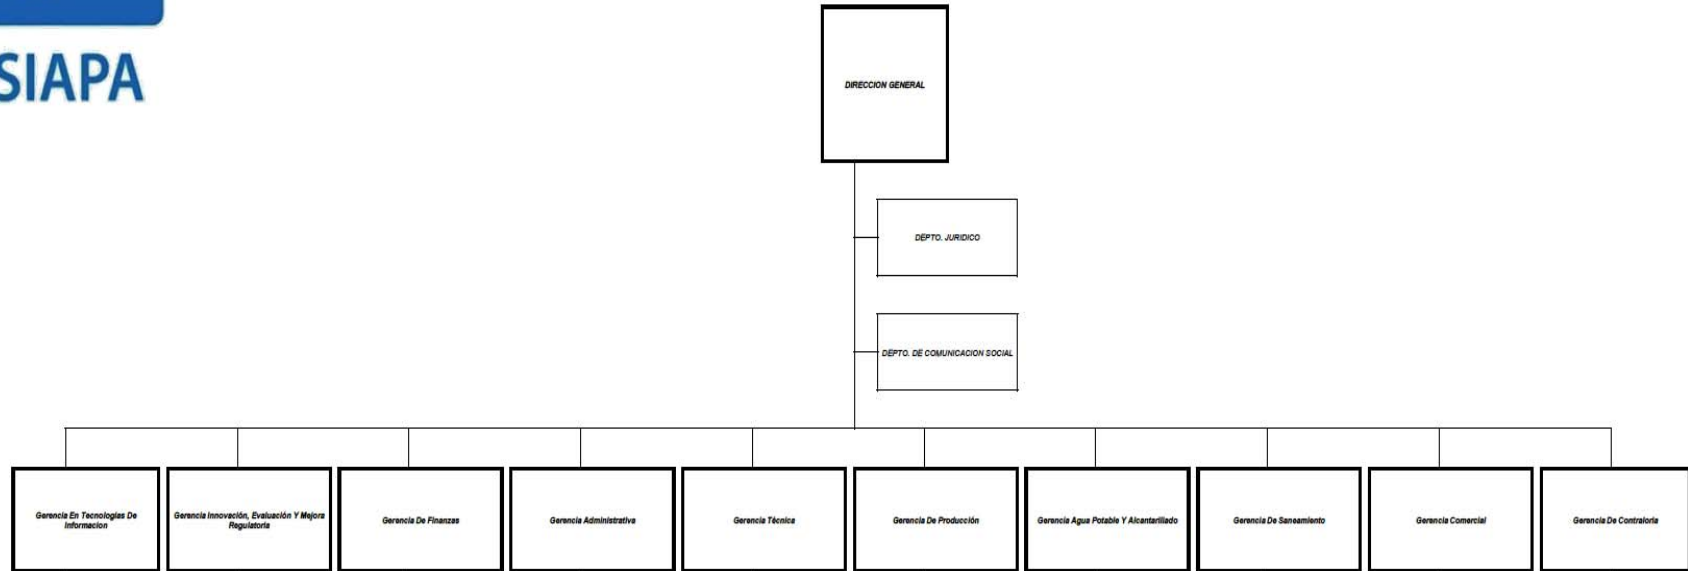 SIAPA
DIRECCION GENERAL
DEPTO. JURIDICO
DEPTO. DE COMUNICACION SOCIAL
Gerencia En Tecnologías De
Informacion
Gerencia Innovación, Evaluación Y Mejora
Regulatoria
Gerencia De Finanzas
Gerencia Administrativa
Gerencia Técnica
Gerencia De Producción
Gerencia Agua Potable Y Alcantarillado
Gerencia De Saneamiento
Gerencia Comercial
Gerencia De Contraloria